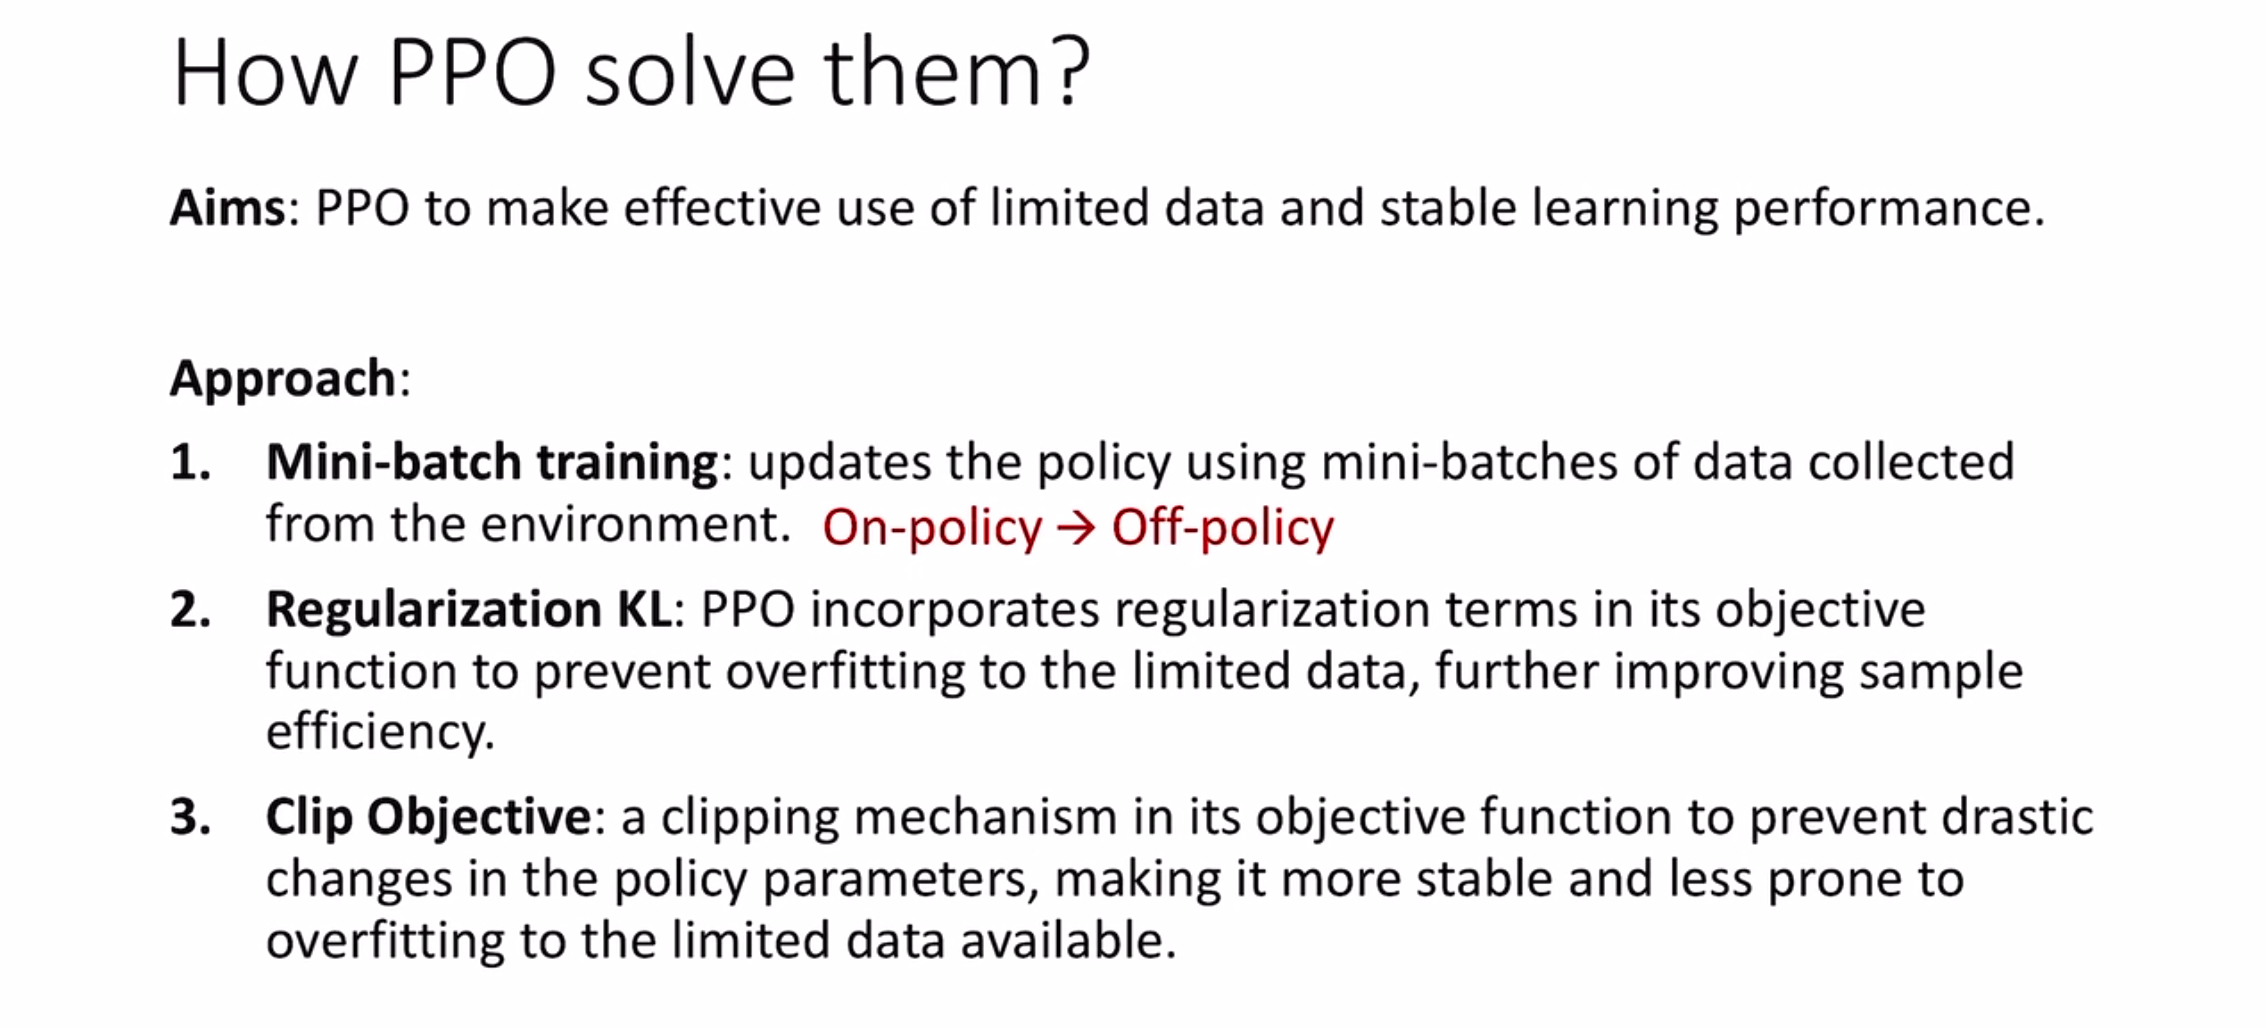 How PPO solve them?
Aims: PPO to make effective use of limited data and stable learning performance.
Approach:
1. Mini-batch training: updates the policy using mini-batches of data collected
from the environment. On-policy → Off-policy
2. Regularization KL: PPO incorporates regularization terms in its objective
function to prevent overfitting to the limited data, further improving sample
efficiency.
3. Clip Objective: a clipping mechanism in its objective function to prevent drastic
changes in the policy parameters, making it more stable and less prone to
overfitting to the limited data available.